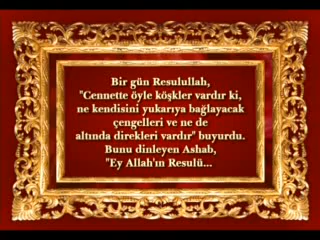 Bir gün Resulullah,
"Cennette öyle köşkler vardır ki,
ne kendisini yukarıya bağlayacak
çengelleri ve ne de
altında direkleri vardır" buyurdu.
Bunu dinleyen Ashab,
"Ey Allah'ın Resulü...